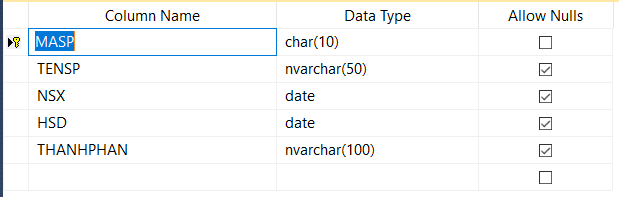 Column Name Data Type Allow Nulls
MASP char(10)
TENSP nvarchar(50)
NSX date
HSD date
THANHPHAN nvarchar(100)